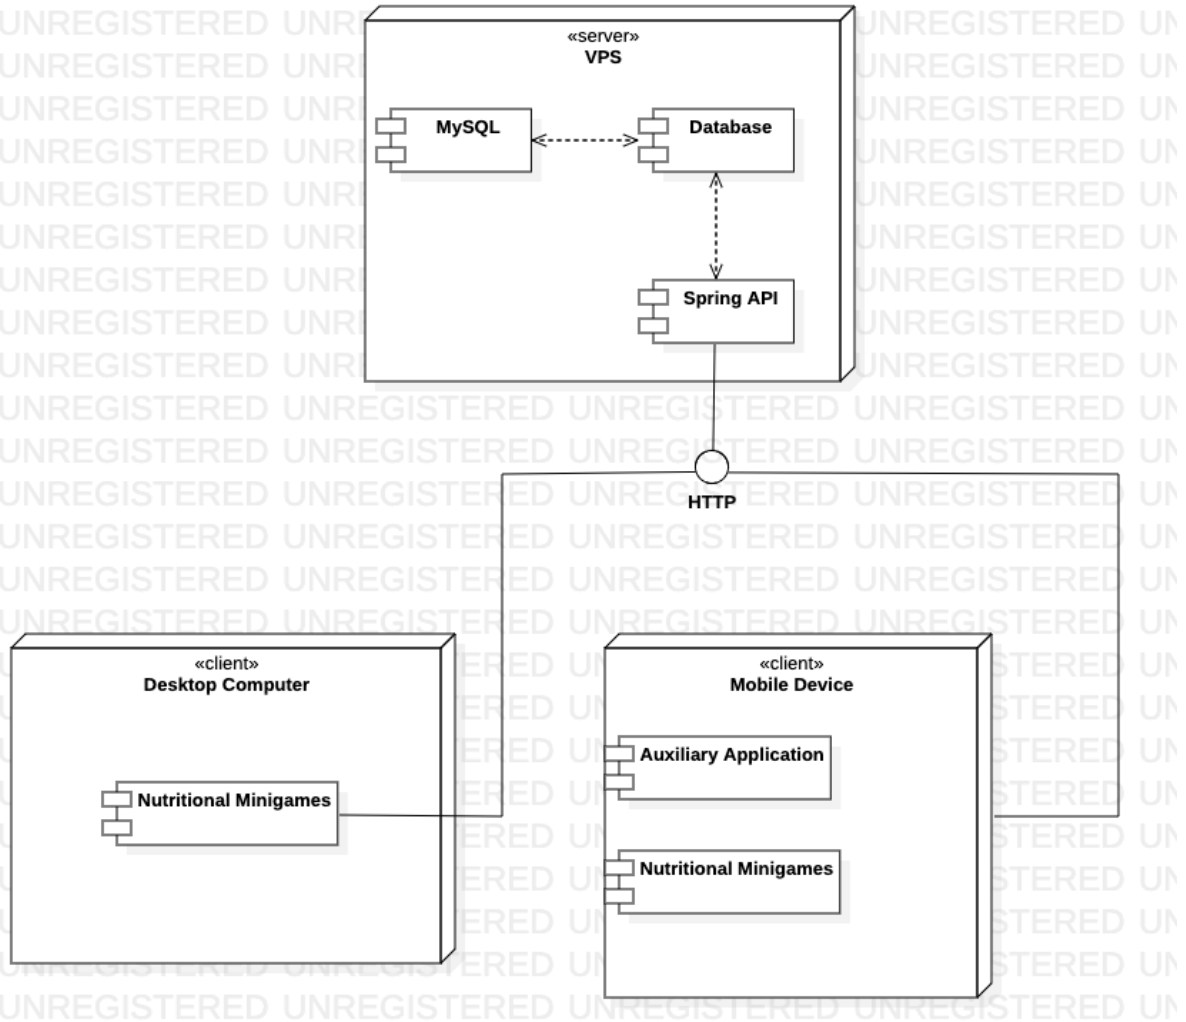 «server»
VPS
MySQL
Database
Spring API
HTTP
«client»
Desktop Computer
Nutritional Minigames
«client»
Mobile Device
Auxiliary Application
Nutritional Minigames
UNREGISTERED